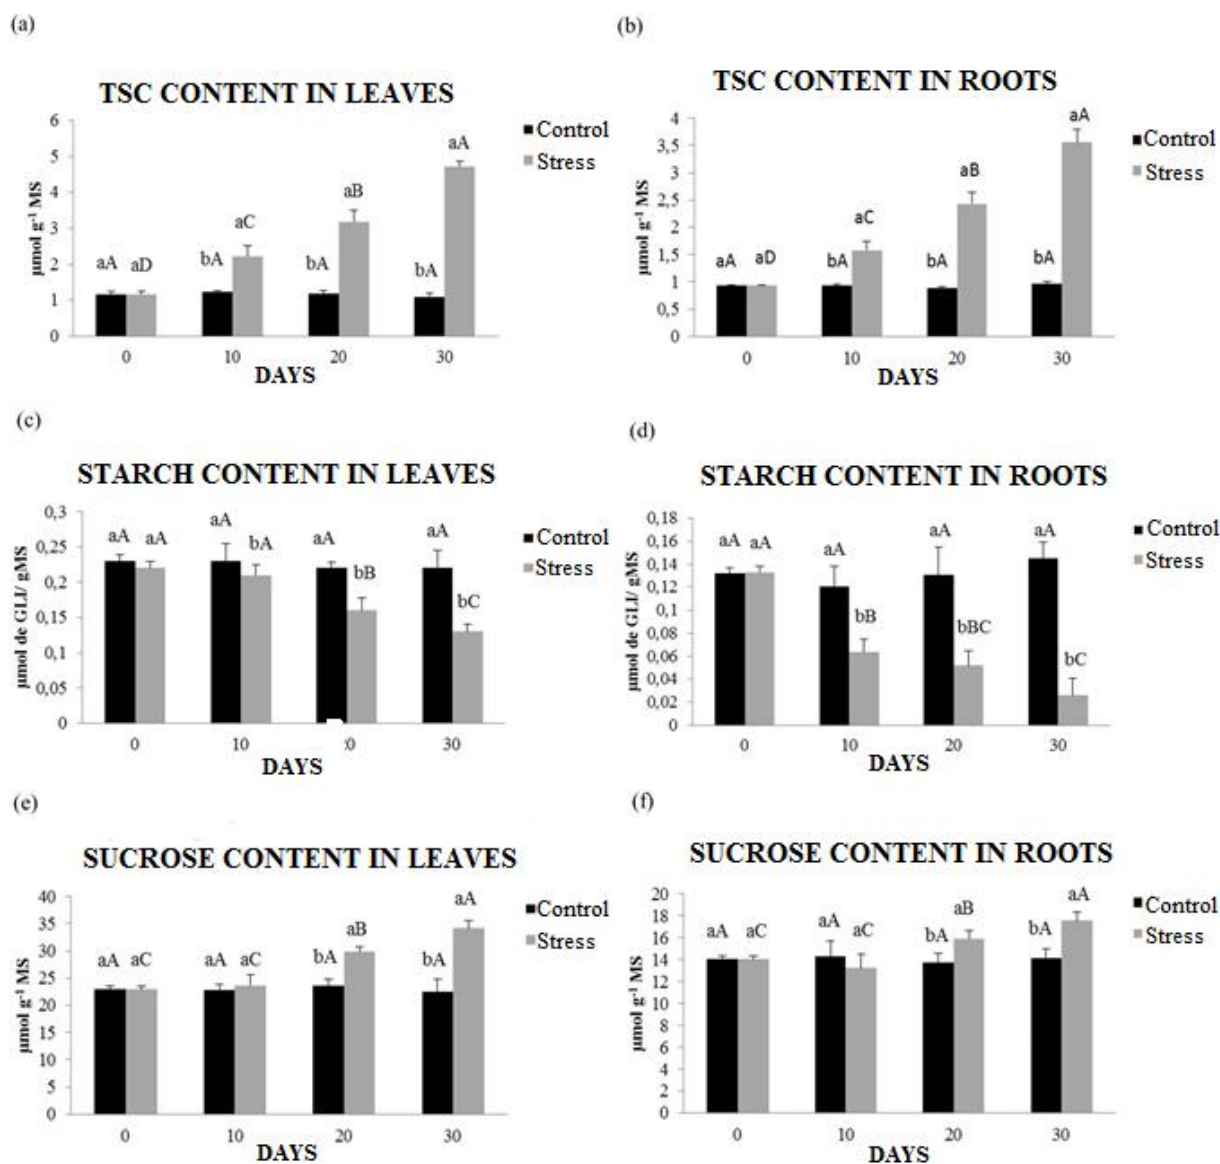 (a)
TSC CONTENT IN LEAVES
µmol g⁻¹ MS
6
5
4
3
2
1
0
aA aD bA aC bA aB bA aA
0 10 20 30
DAYS
Control
Stress
(b)
TSC CONTENT IN ROOTS
µmol g⁻¹ MS
4
3,5
3
2,5
2
1,5
1
0,5
0
aA aD bA aC bA aB bA aA
0 10 20 30
DAYS
Control
Stress
(c)
STARCH CONTENT IN LEAVES
µmol de GLI/ gMS
0,3
0,25
0,2
0,15
0,1
0,05
0
aA aA aA bA aA bB aA bC
0 10 :0 30
DAYS
Control
Stress
(d)
STARCH CONTENT IN ROOTS
µmol de GLI/ gMS
0,18
0,16
0,14
0,12
0,1
0,08
0,06
0,04
0,02
0
aA aA aA bB aA bBC aA bC
0 10 20 30
DAYS
Control
Stress
(e)
SUCROSE CONTENT IN LEAVES
µmol g⁻¹ MS
40
35
30
25
20
15
10
5
0
aA aC aA aC bA aB bA aA
0 10 20 30
DAYS
Control
Stress
(f)
SUCROSE CONTENT IN ROOTS
µmol g⁻¹ MS
20
18
16
14
12
10
8
6
4
2
0
aA aC aA aC bA aB bA aA
0 10 20 30
DAYS
Control
Stress